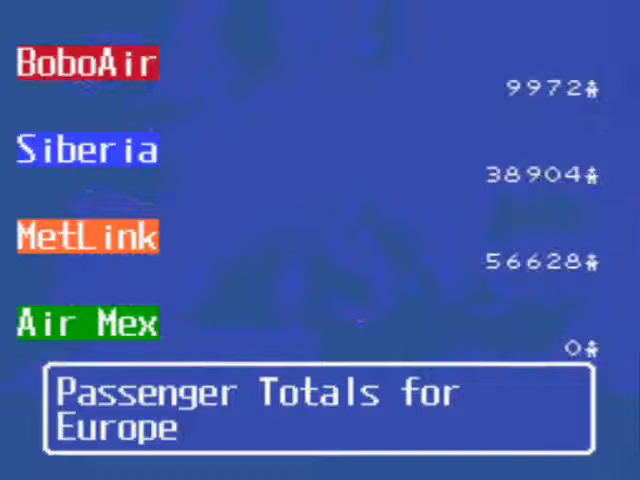 BoboAir
9972
Siberia
38904
MetLink
56628
Air Mex
0
Passenger Totals for
Europe